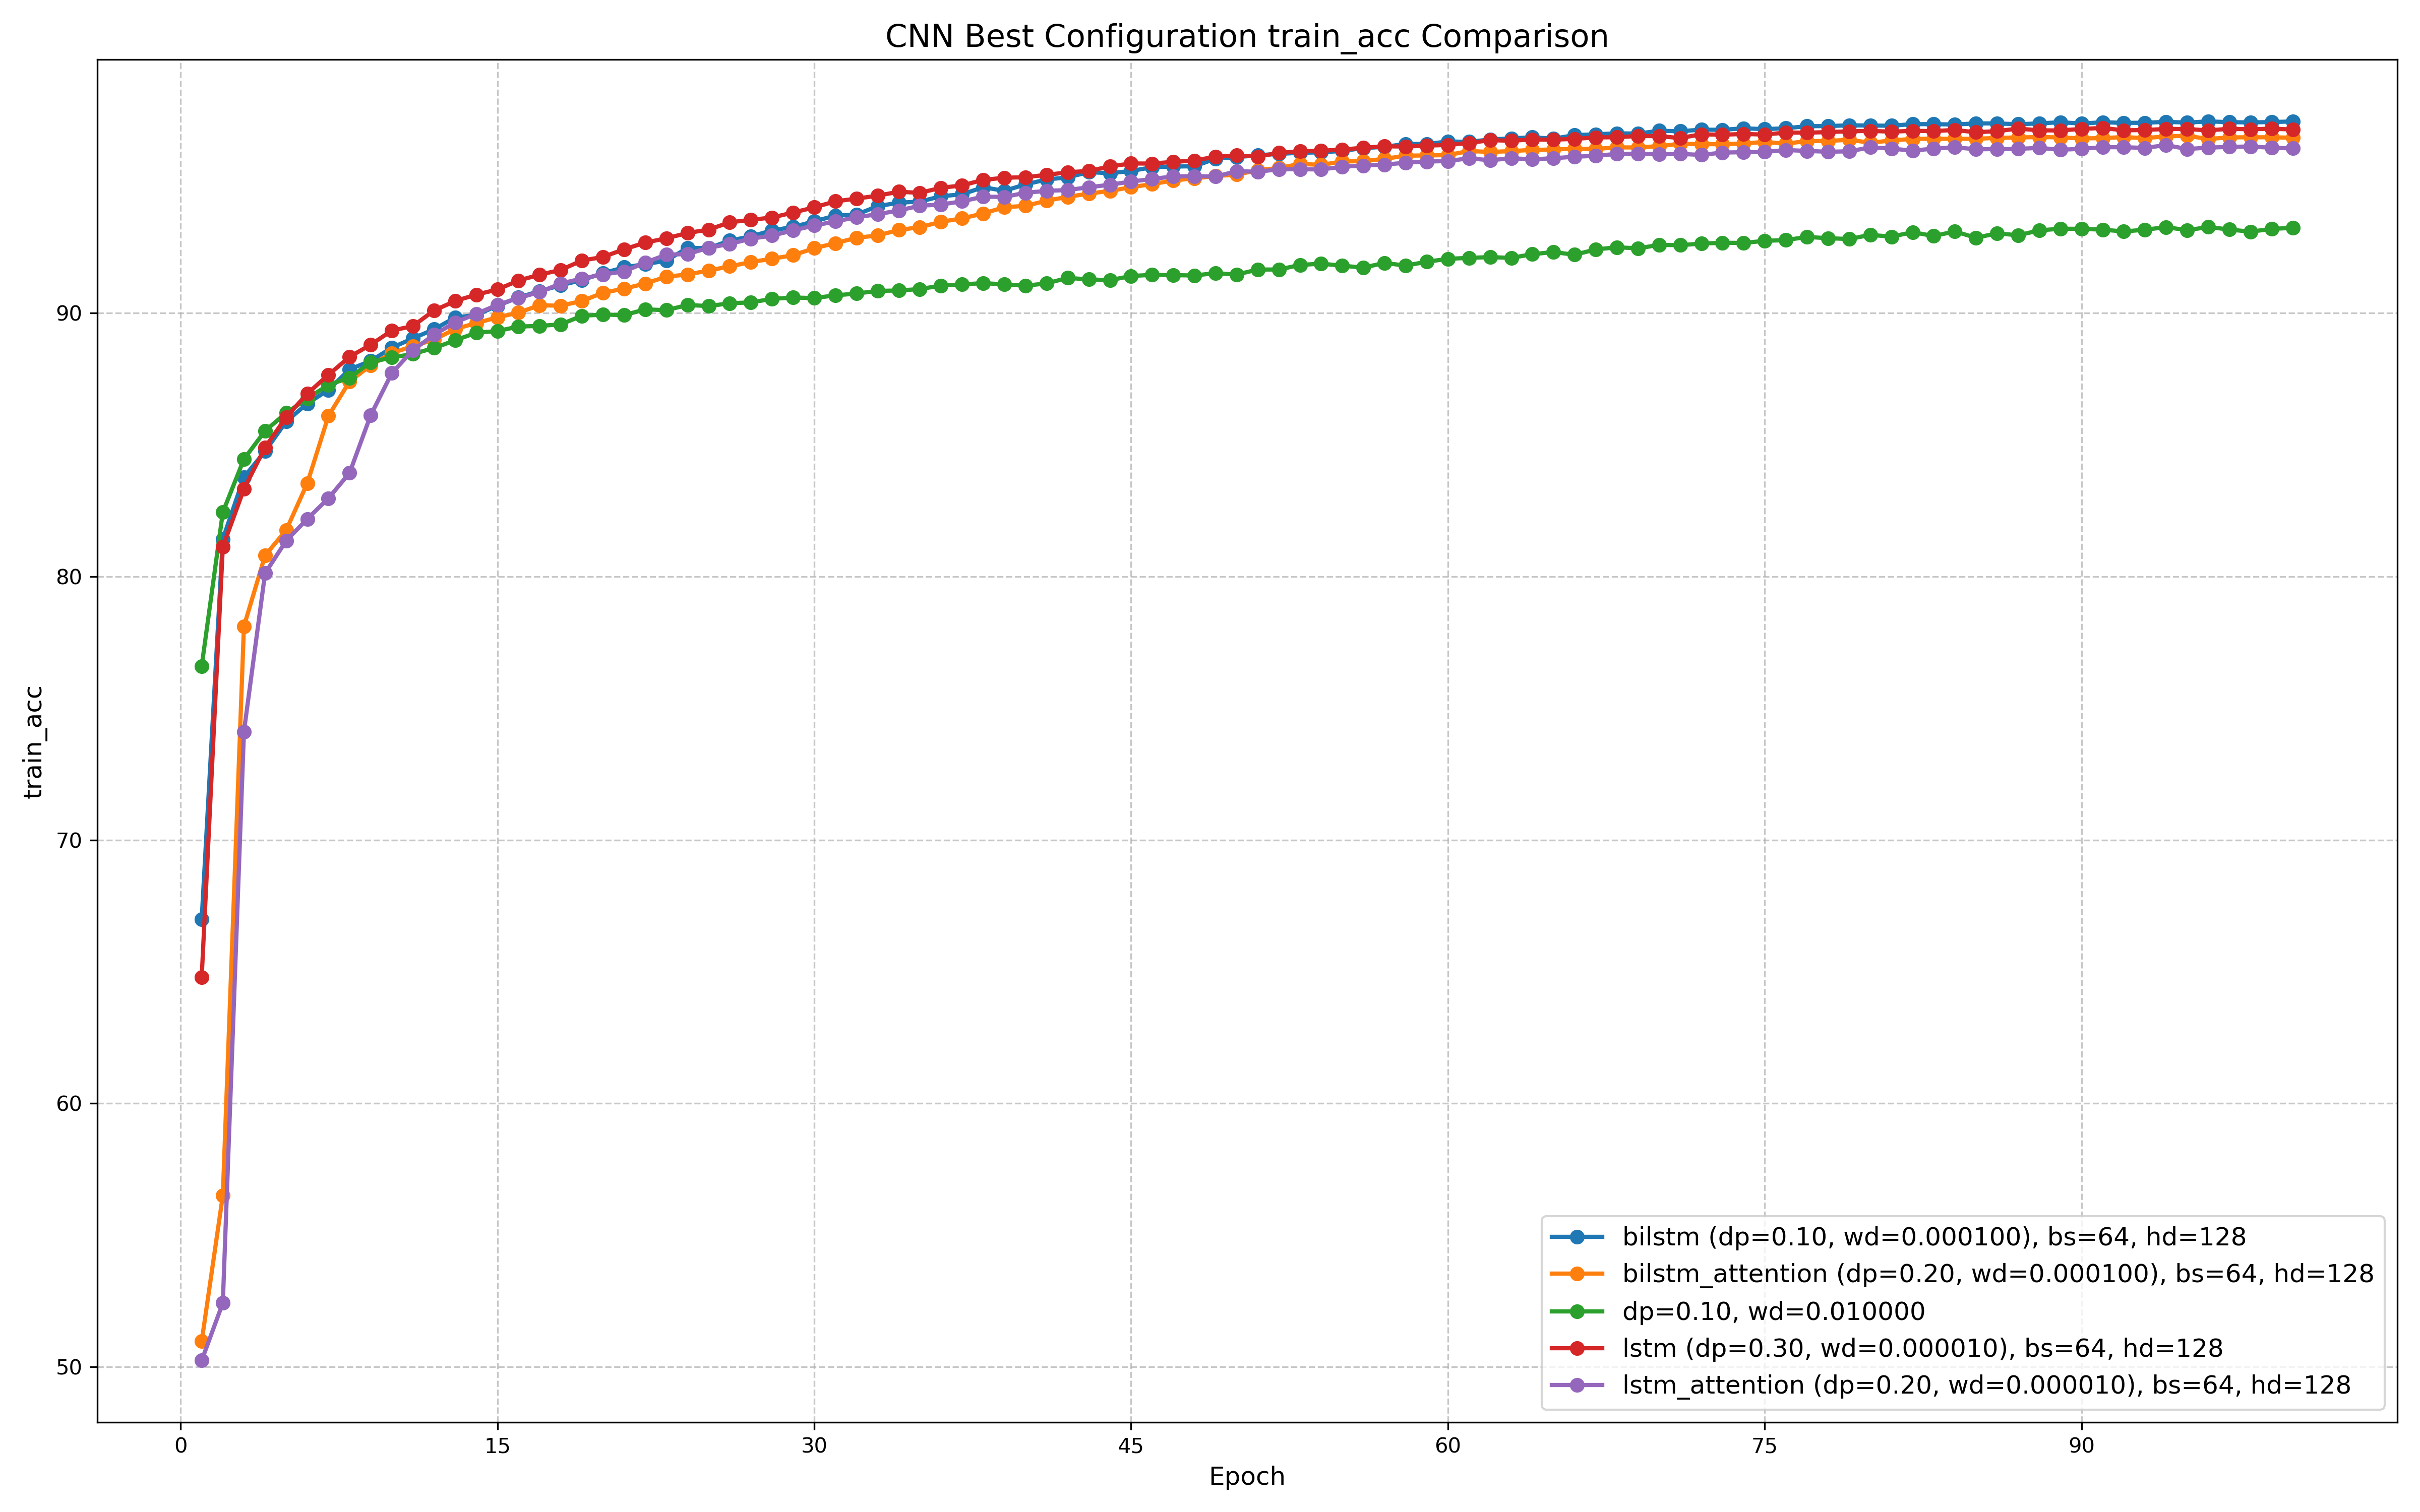 CNN Best Configuration train_acc Comparison
train_acc
90
80
70
60
50
0 15 30 45 60 75 90
Epoch
bilstm (dp=0.10, wd=0.000100), bs=64, hd=128
bilstm_attention (dp=0.20, wd=0.000100), bs=64, hd=128
dp=0.10, wd=0.010000
lstm (dp=0.30, wd=0.000010), bs=64, hd=128
lstm_attention (dp=0.20, wd=0.000010), bs=64, hd=128